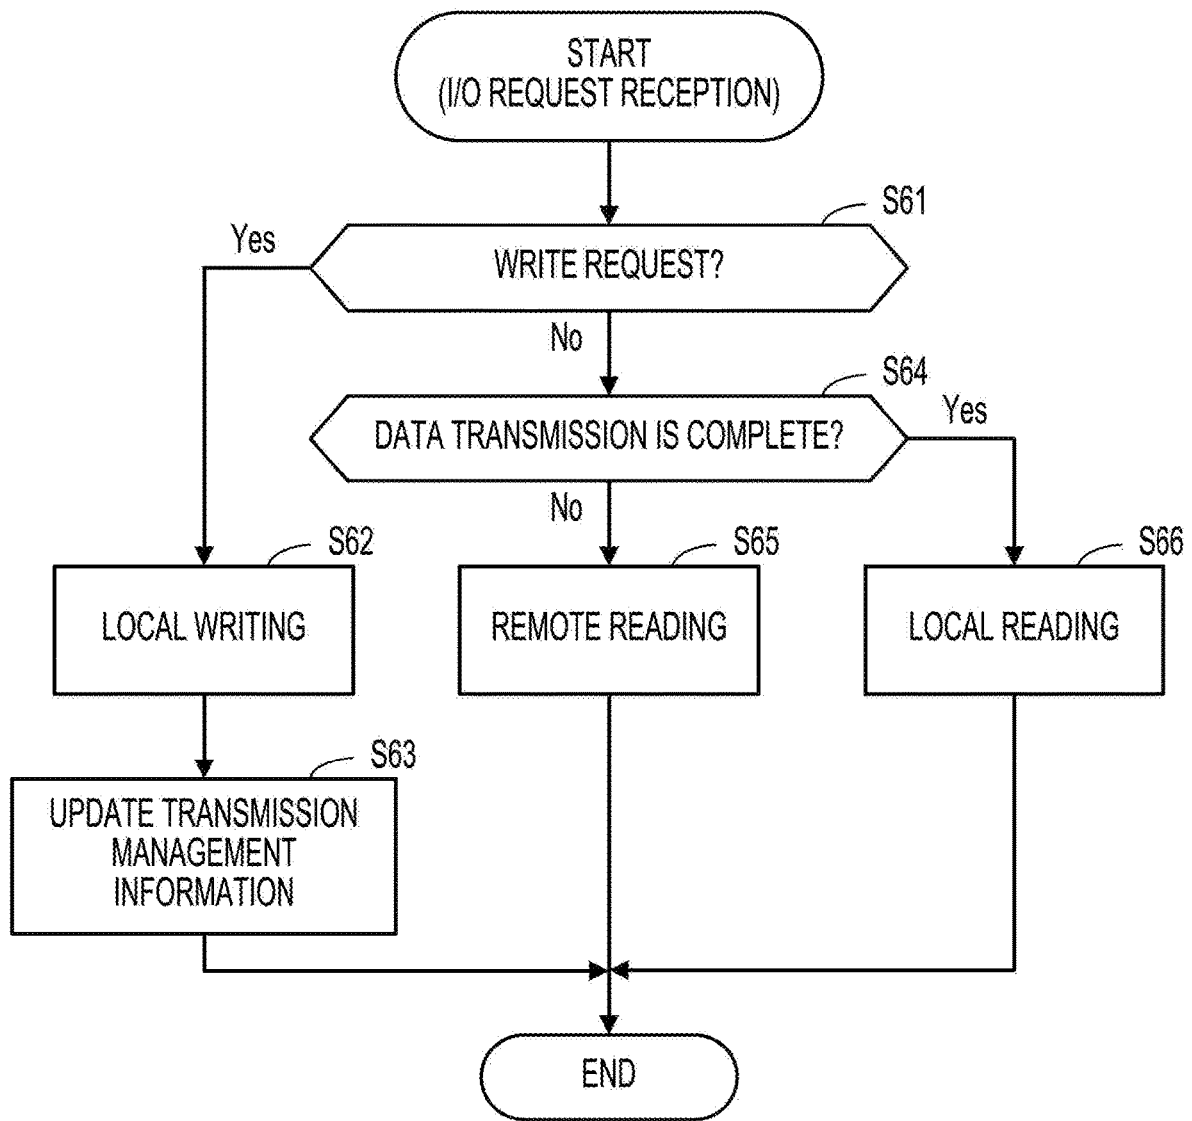 START
(I/O REQUEST RECEPTION)
S61
Yes
WRITE REQUEST?
No
S64
Yes
DATA TRANSMISSION IS COMPLETE?
No
S62
S65
S66
LOCAL WRITING
REMOTE READING
LOCAL READING
S63
UPDATE TRANSMISSION
MANAGEMENT
INFORMATION
END